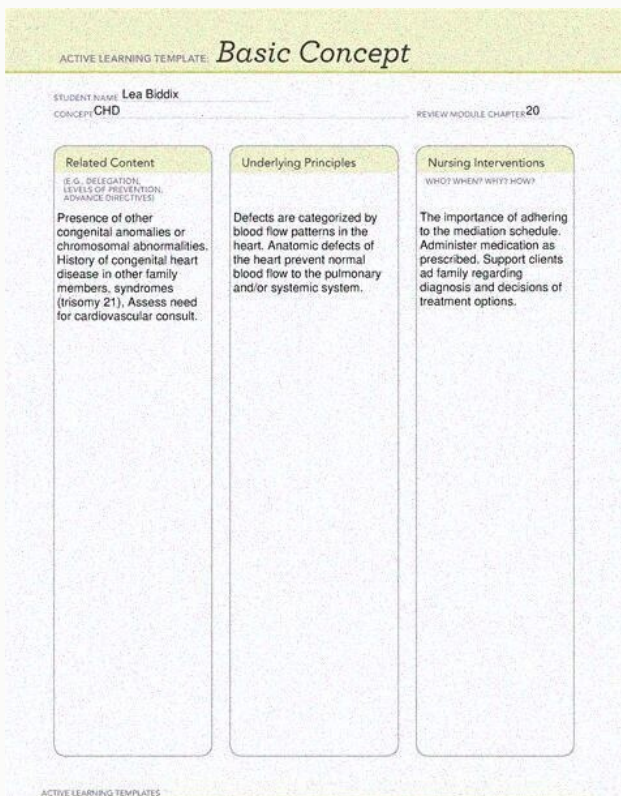 ACTIVE LEARNING TEMPLATE: Basic Concept
STUDENT NAME Lea Biddix
CONCEPT CHD
REVIEW MODULE CHAPTER 20
Related Content
(E.G., DELEGATION,
LEVELS OF PREVENTION,
ADVANCE DIRECTIVES)
Presence of other
congenital anomalies or
chromosomal abnormalities.
History of congenital heart
disease in other family
members, syndromes
(trisomy 21), Assess need
for cardiovascular consult.
Underlying Principles
Defects are categorized by
blood flow patterns in the
heart. Anatomic defects of
the heart prevent normal
blood flow to the pulmonary
and/or systemic system.
Nursing Interventions
WHO? WHEN? WHY? HOW?
The importance of adhering
to the mediation schedule.
Administer medication as
prescribed. Support clients
ad family regarding
diagnosis and decisions of
treatment options.
ACTIVE LEARNING TEMPLATES